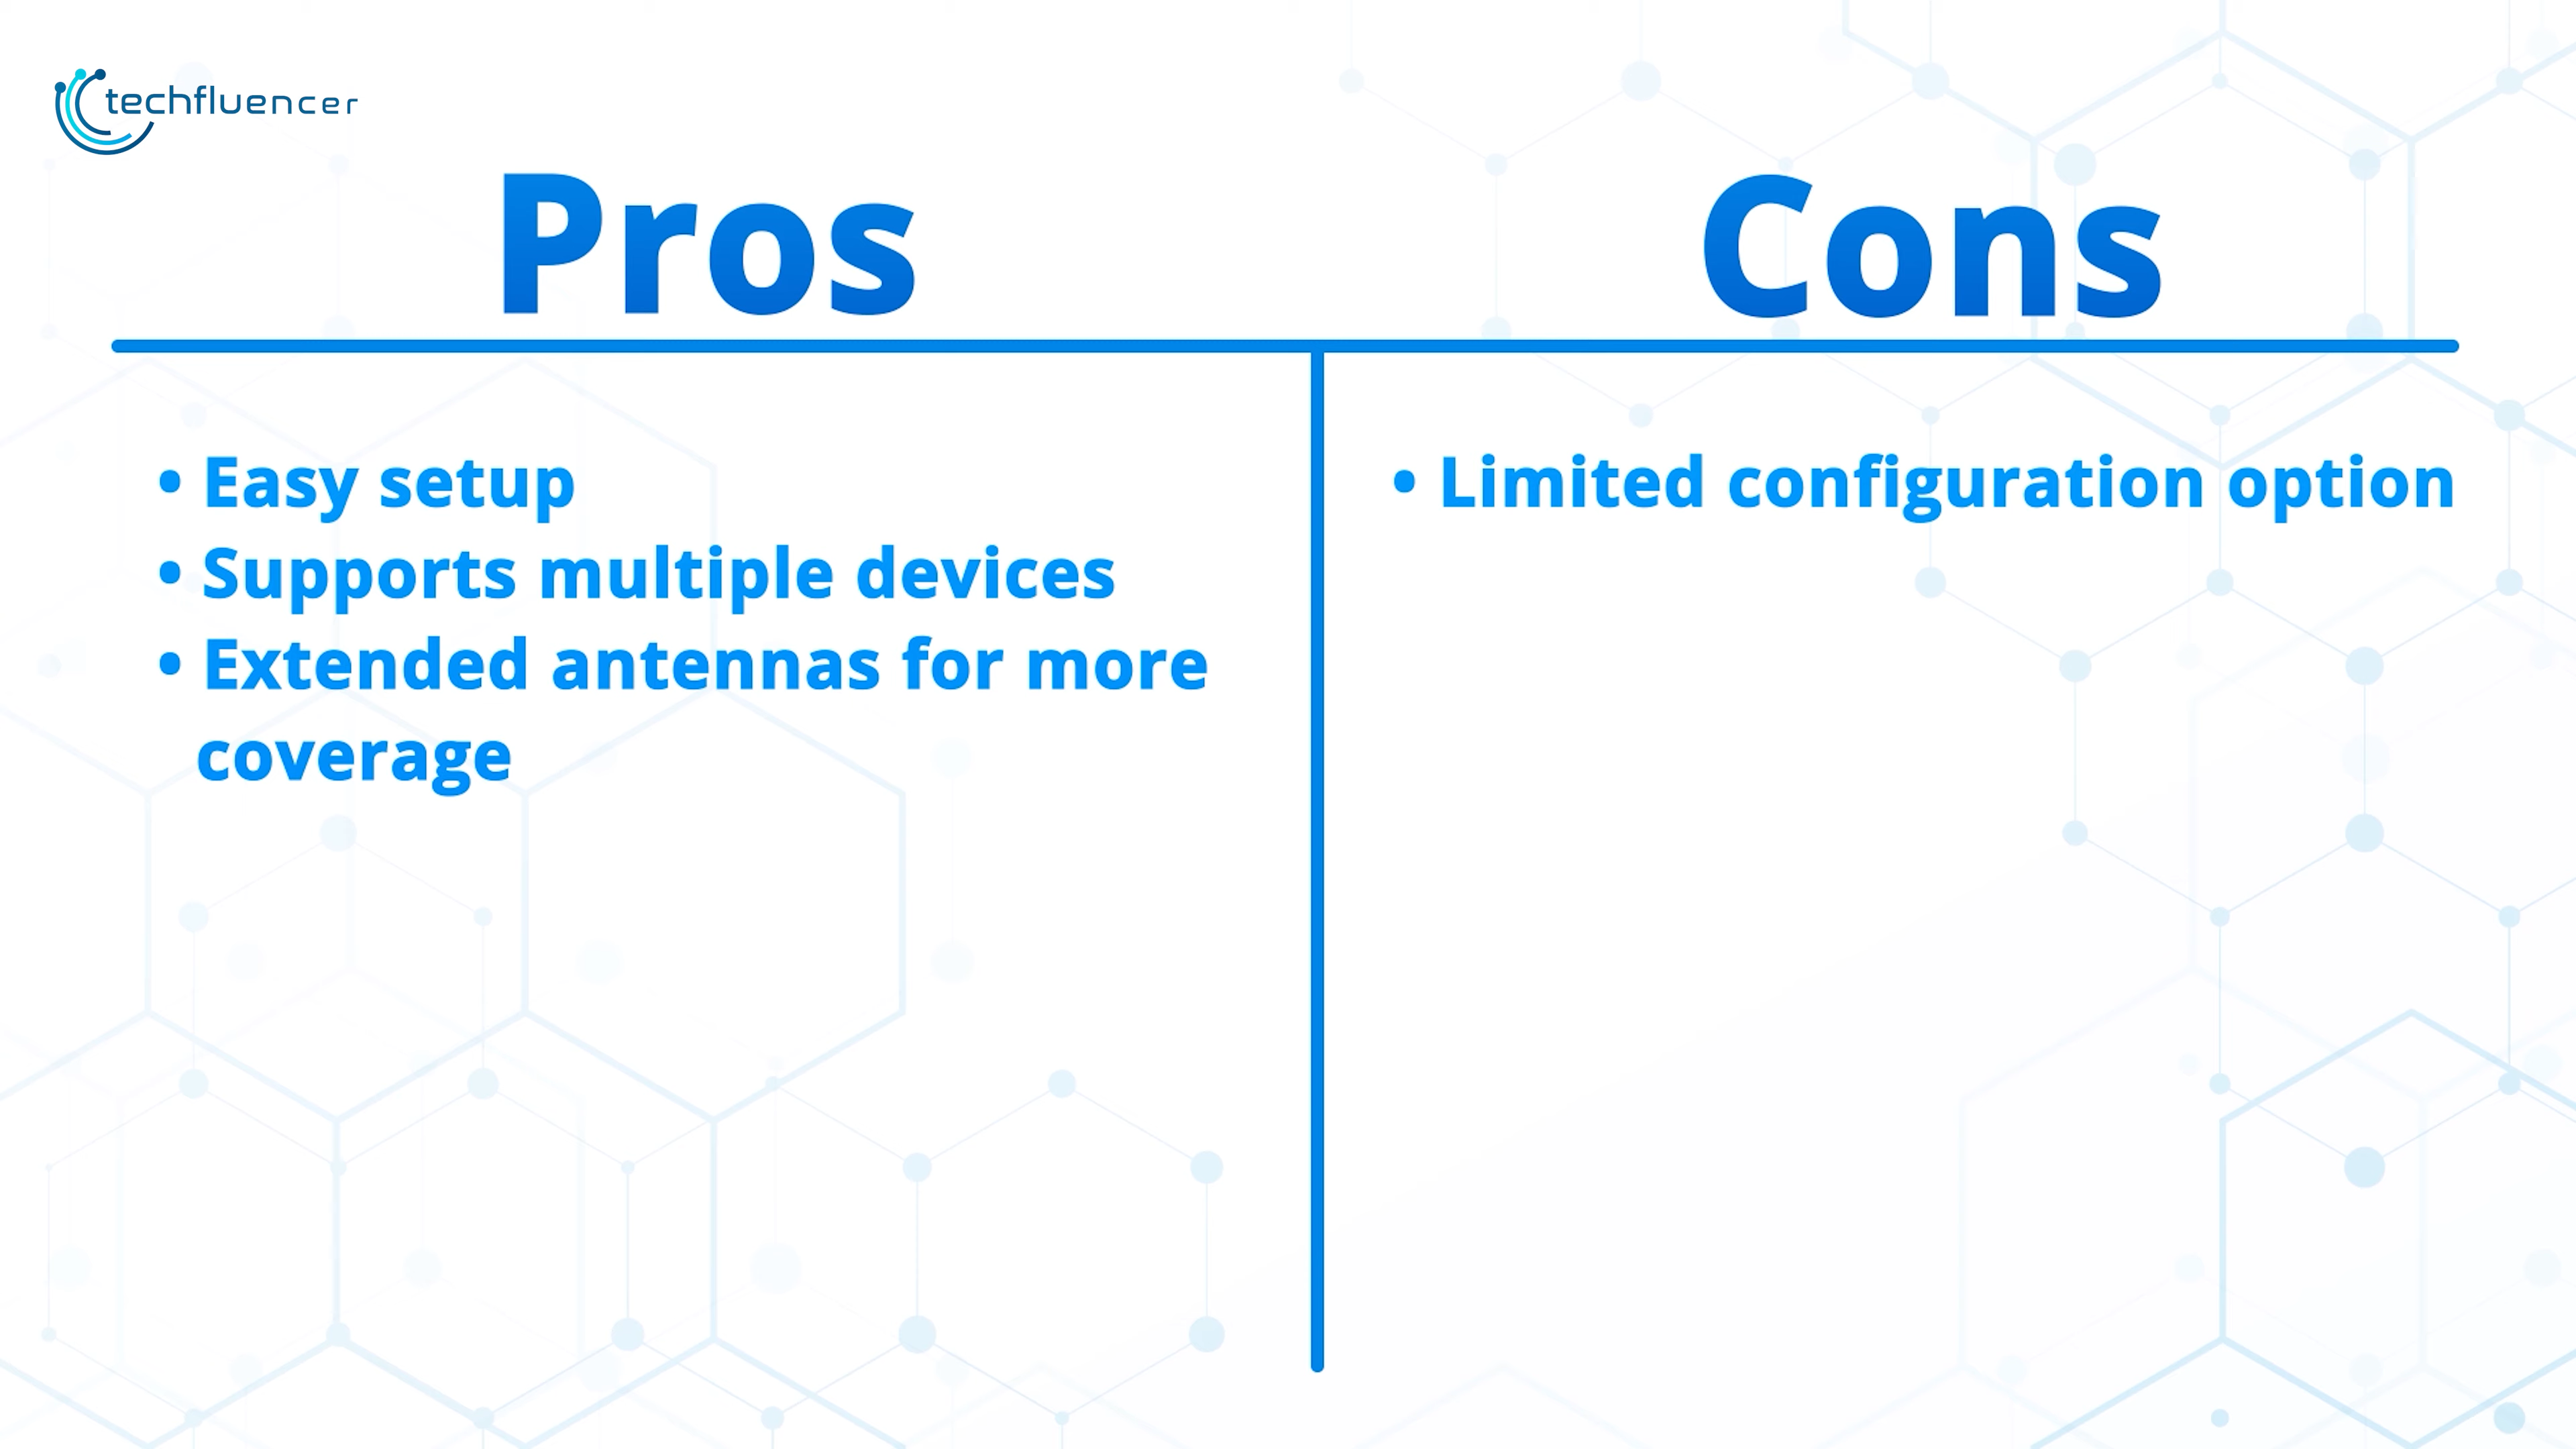 techfluencer
Pros
Cons
• Easy setup
• Supports multiple devices
• Extended antennas for more
coverage
• Limited configuration option